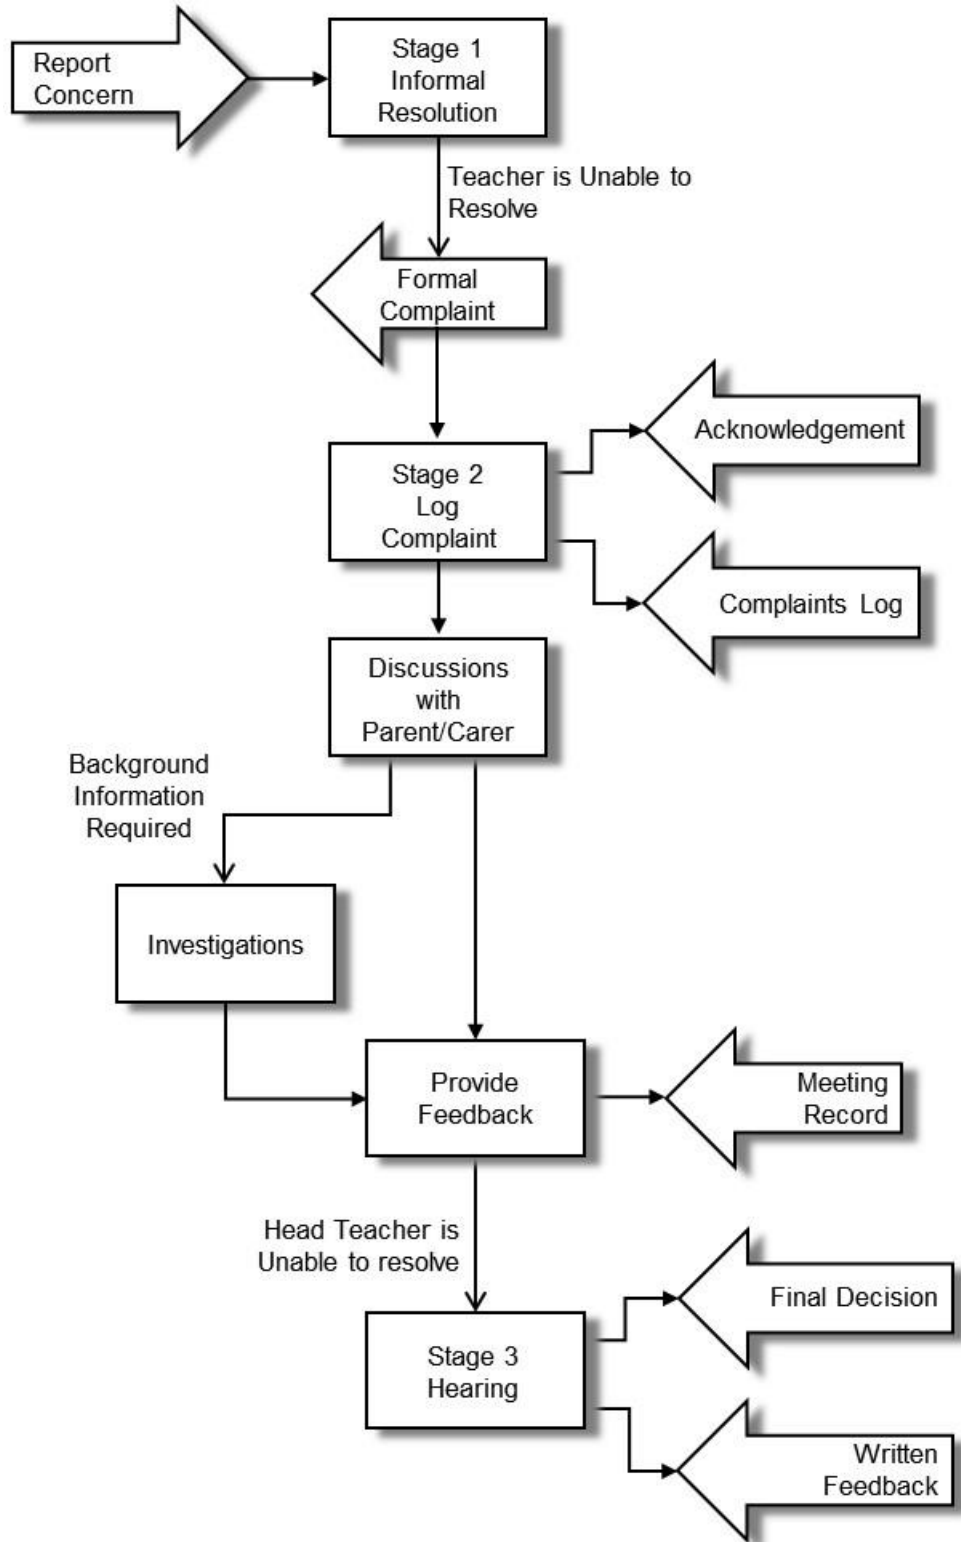 Report
Concern
Stage 1
Informal
Resolution
Teacher is Unable to
Resolve
Formal
Complaint
Acknowledgement
Stage 2
Log
Complaint
Complaints Log
Discussions
with
Parent/Carer
Background
Information
Required
Investigations
Provide
Feedback
Meeting
Record
Head Teacher is
Unable to resolve
Final Decision
Stage 3
Hearing
Written
Feedback